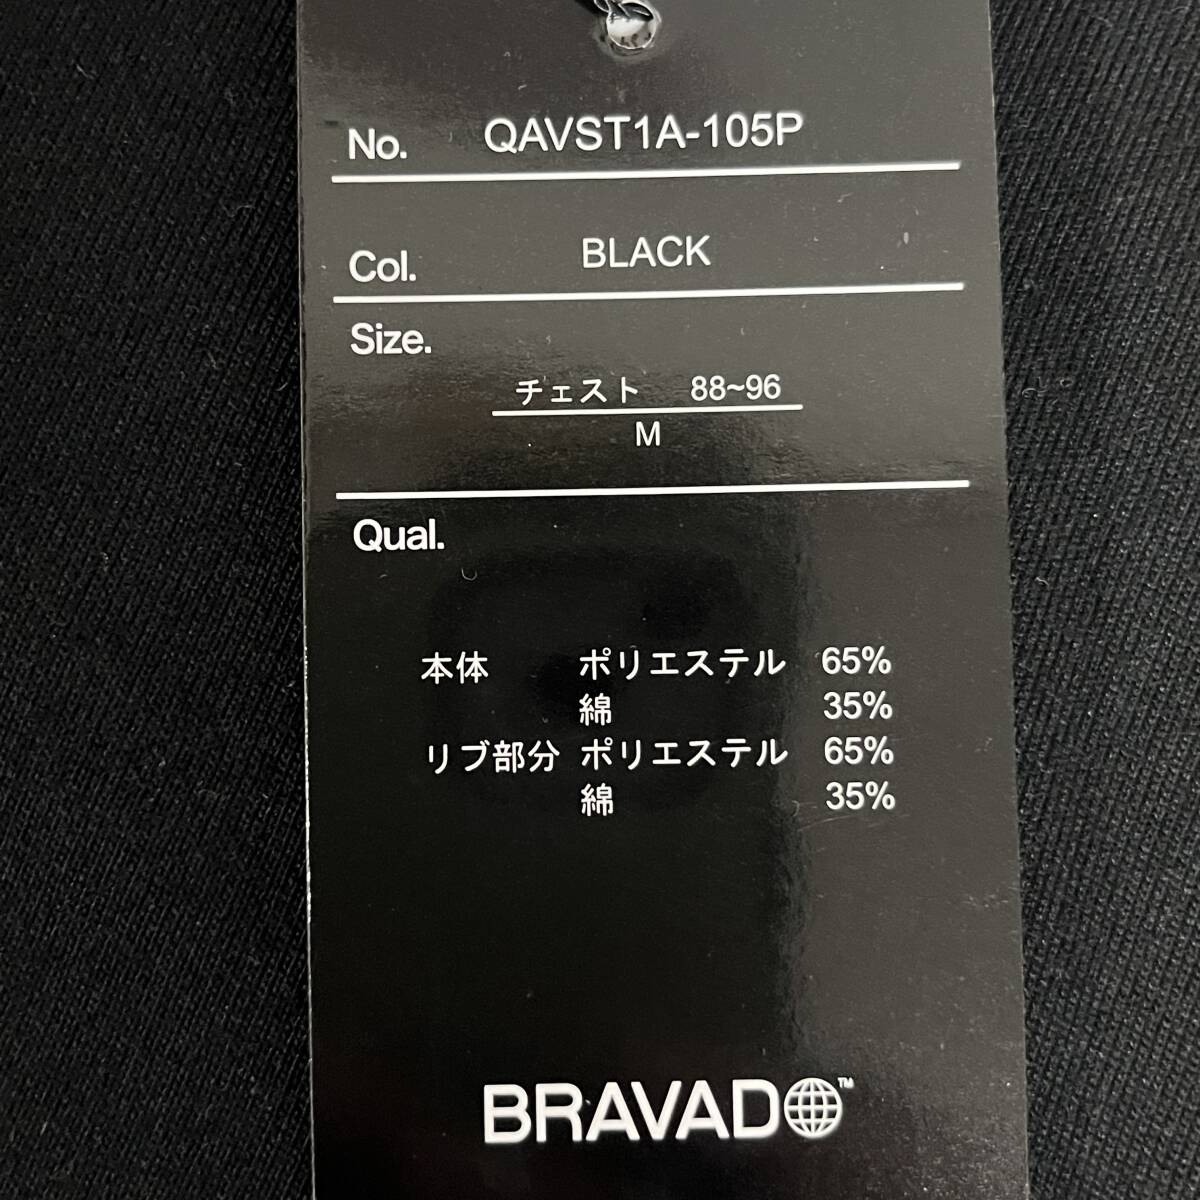 No. QAVST1A-105P
Col. BLACK
Size.
チェスト 88~96
M
Qual.
本体 ポリエステル 65%
綿 35%
リブ部分 ポリエステル 65%
綿 35%
BRAVADO™